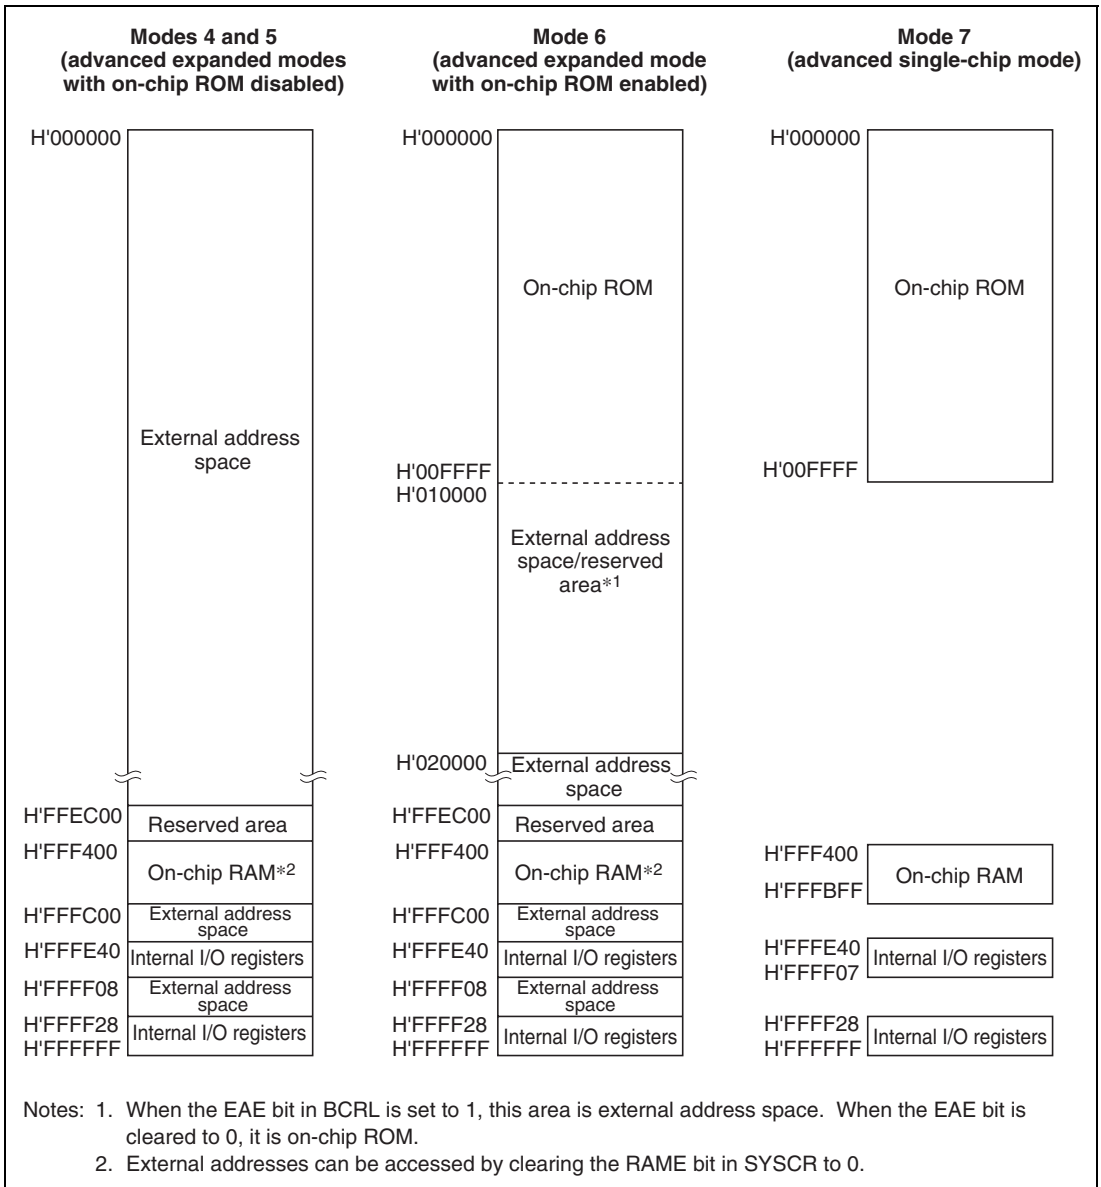 Modes 4 and 5
(advanced expanded modes
with on-chip ROM disabled)
H'000000
External address
space
H'FFEC00
Reserved area
H'FFF400
On-chip RAM*2
H'FFFC00
External address
space
H'FFFE40
Internal I/O registers
H'FFFF08
External address
space
H'FFFF28
Internal I/O registers
H'FFFFFF
Mode 6
(advanced expanded mode
with on-chip ROM enabled)
H'000000
On-chip ROM
H'00FFFF
H'010000
External address
space/reserved
area*1
H'020000
External address
space
H'FFEC00
Reserved area
H'FFF400
On-chip RAM*2
H'FFFC00
External address
space
H'FFFE40
Internal I/O registers
H'FFFF08
External address
space
H'FFFF28
Internal I/O registers
H'FFFFFF
Mode 7
(advanced single-chip mode)
H'000000
On-chip ROM
H'00FFFF
H'FFF400
On-chip RAM
H'FFFBFF
H'FFFE40
Internal I/O registers
H'FFFF07
H'FFFF28
Internal I/O registers
H'FFFFFF
Notes: 1. When the EAE bit in BCRL is set to 1, this area is external address space. When the EAE bit is
cleared to 0, it is on-chip ROM.
2. External addresses can be accessed by clearing the RAME bit in SYSCR to 0.